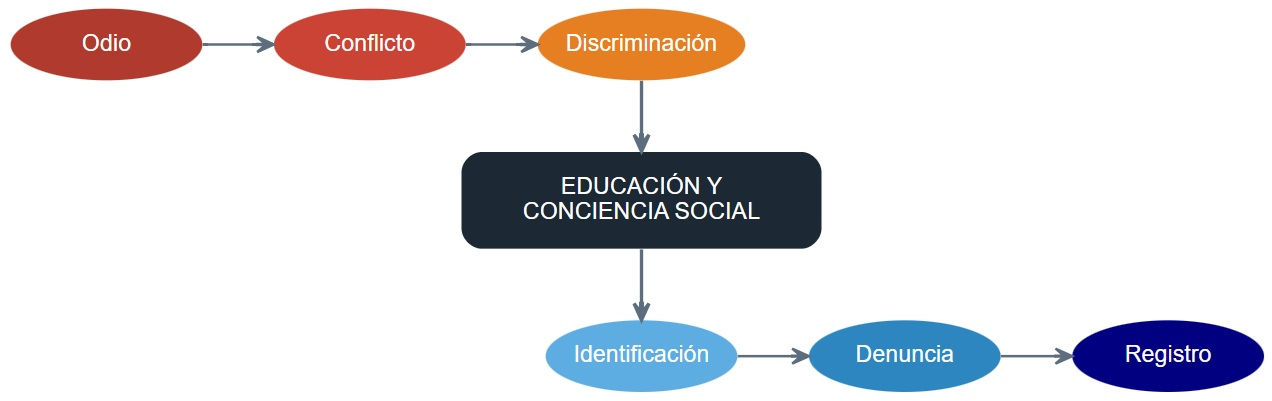 Odio
Conflicto
Discriminación
EDUCACIÓN Y
CONCIENCIA SOCIAL
Identificación
Denuncia
Registro